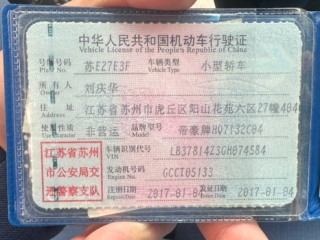 中华人民共和国机动车行驶证
Vehicle License of the People's Republic of China
号牌号码 苏E27E3F 车辆类型 小型轿车
Plate No. Vehicle Type
所有人 刘庆华
Owner
住址 江苏省苏州市虎丘区阳山花苑六区27幢404
Address
使用性质 非营运 品牌型号 帝豪牌HQ7132C04
Model
江苏省苏州
市公安局交
通警察支队
车辆识别代号 LB37814Z3GH074584
VIN
发动机号码 GCCT05133
Engine No.
注册日期 2017-01-04 发证日期 2017-01-04
Register Date Issue Date